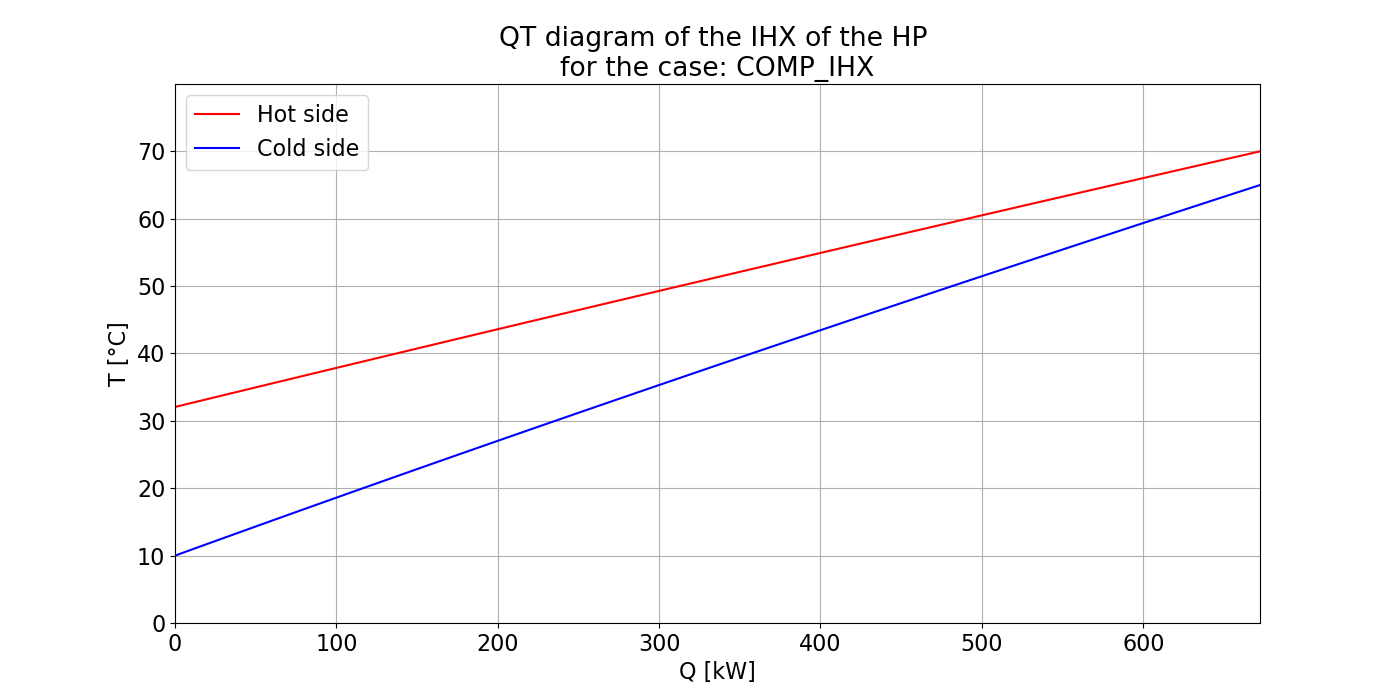 QT diagram of the IHX of the HP
for the case: COMP_IHX
Hot side
Cold side
70
60
50
40
30
20
10
0
T [°C]
0 100 200 300 400 500 600
Q [kW]